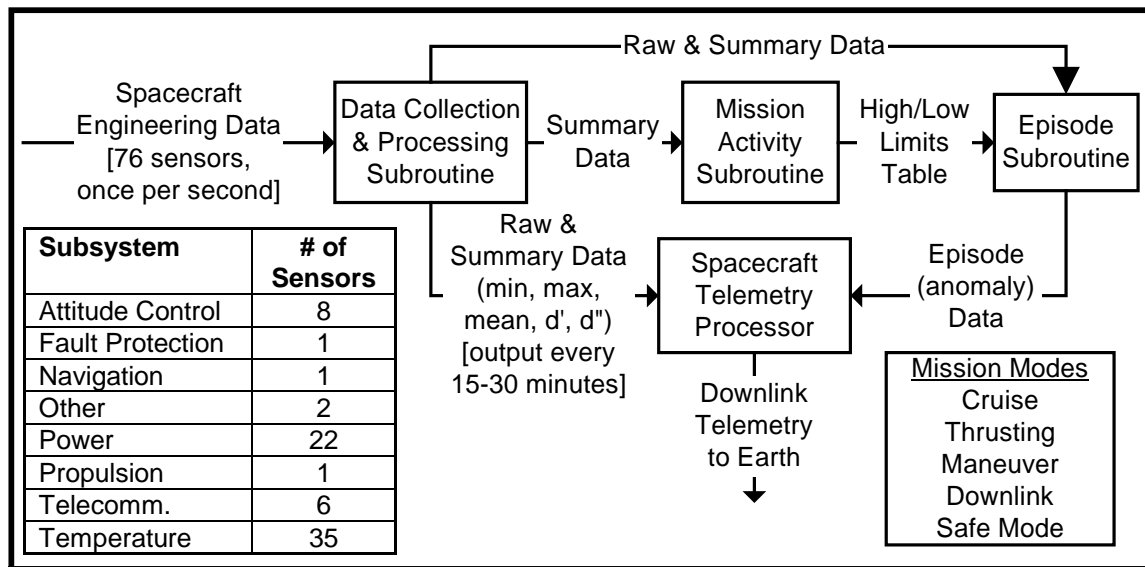 Raw & Summary Data
Spacecraft
Engineering Data
[76 sensors,
once per second]
Data Collection
& Processing
Subroutine
Summary
Data
Mission
Activity
Subroutine
High/Low
Limits
Table
Episode
Subroutine
Raw &
Summary Data
(min, max,
mean, d', d")
[output every
15-30 minutes]
Spacecraft
Telemetry
Processor
Episode
(anomaly)
Data
Downlink
Telemetry
to Earth
Subsystem # of
Sensors
Attitude Control 8
Fault Protection 1
Navigation 1
Other 2
Power 22
Propulsion 1
Telecomm. 6
Temperature 35
Mission Modes
Cruise
Thrusting
Maneuver
Downlink
Safe Mode